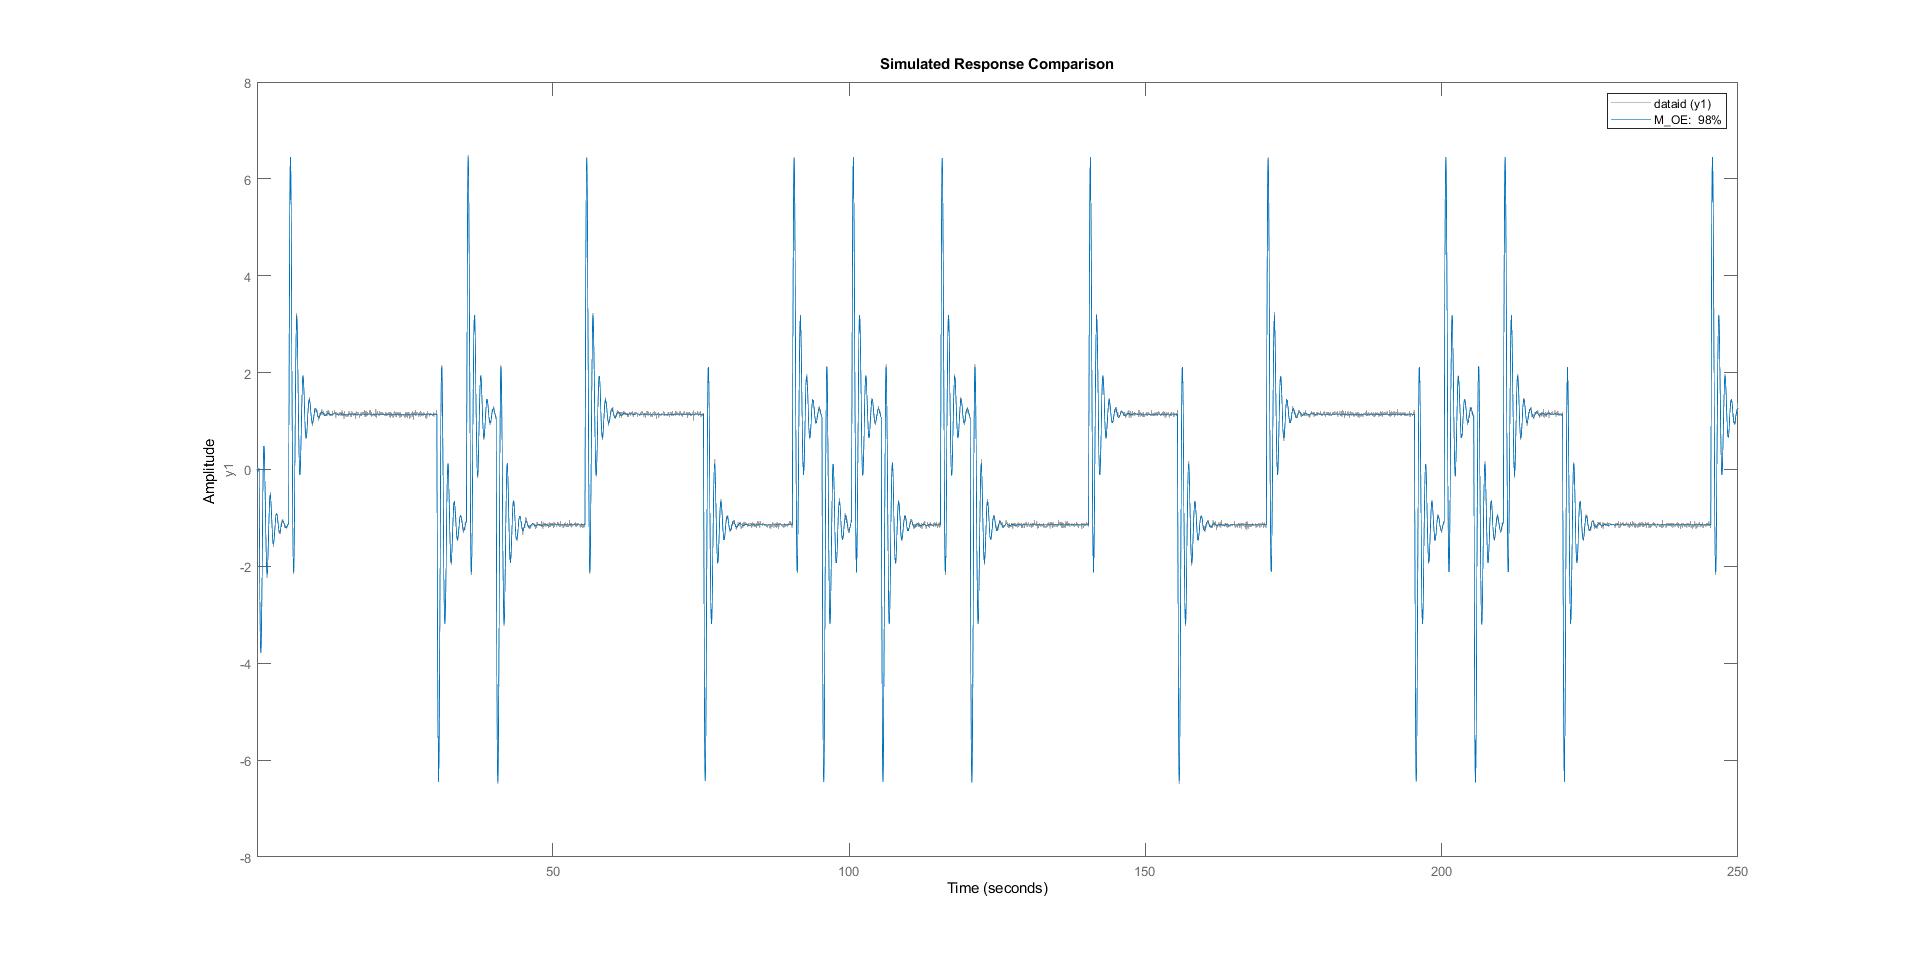 Simulated Response Comparison
8
6
4
2
0
-2
-4
-6
-8
Amplitude
y1
dataid (y1)
M_OE: 98%
50
100
150
200
250
Time (seconds)